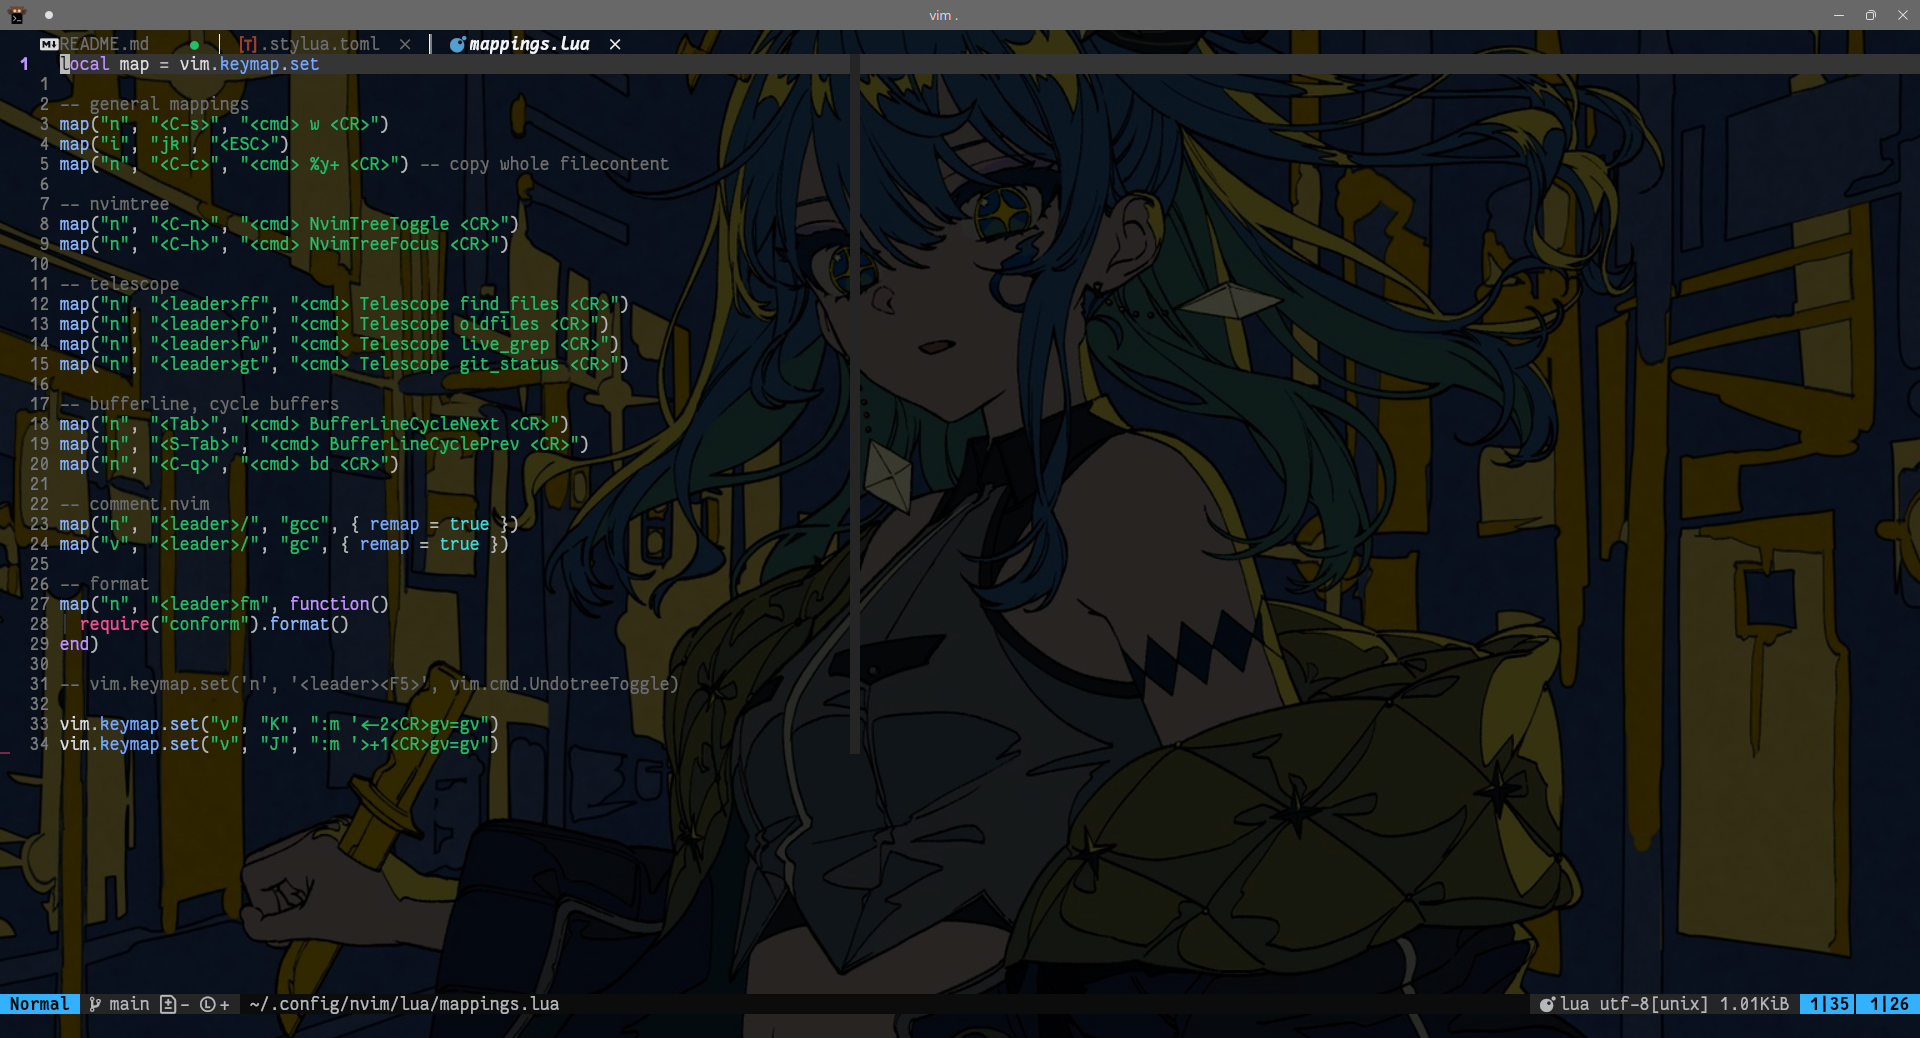 vim .
README.md .stylua.toml mappings.lua
1 local map = vim.keymap.set
1
2 -- general mappings
3 map("n", "<C-s>", "<cmd> w <CR>")
4 map("i", "jk", "<ESC>")
5 map("n", "<C-c>", "<cmd> %y+ <CR>") -- copy whole filecontent
6
7 -- nvimtree
8 map("n", "<C-n>", "<cmd> NvimTreeToggle <CR>")
9 map("n", "<C-h>", "<cmd> NvimTreeFocus <CR>")
10
11 -- telescope
12 map("n", "<leader>ff", "<cmd> Telescope find_files <CR>")
13 map("n", "<leader>fo", "<cmd> Telescope oldfiles <CR>")
14 map("n", "<leader>fw", "<cmd> Telescope live_grep <CR>")
15 map("n", "<leader>gt", "<cmd> Telescope git_status <CR>")
16
17 -- bufferline, cycle buffers
18 map("n", "<Tab>", "<cmd> BufferLineCycleNext <CR>")
19 map("n", "<S-Tab>", "<cmd> BufferLineCyclePrev <CR>")
20 map("n", "<C-q>", "<cmd> bd <CR>")
21
22 -- comment.nvim
23 map("n", "<leader>/", "gcc", { remap = true })
24 map("v", "<leader>/", "gc", { remap = true })
25
26 -- format
27 map("n", "<leader>fm", function()
28 require("conform").format()
29 end)
30
31 -- vim.keymap.set('n', '<leader><F5>', vim.cmd.UndotreeToggle)
32
33 vim.keymap.set("v", "K", ":m '<-2<CR>gv=gv")
34 vim.keymap.set("v", "J", ":m '>+1<CR>gv=gv")
Normal main - L + ~/.config/nvim/lua/mappings.lua lua utf-8[unix] 1.01KiB 1|35 1|26